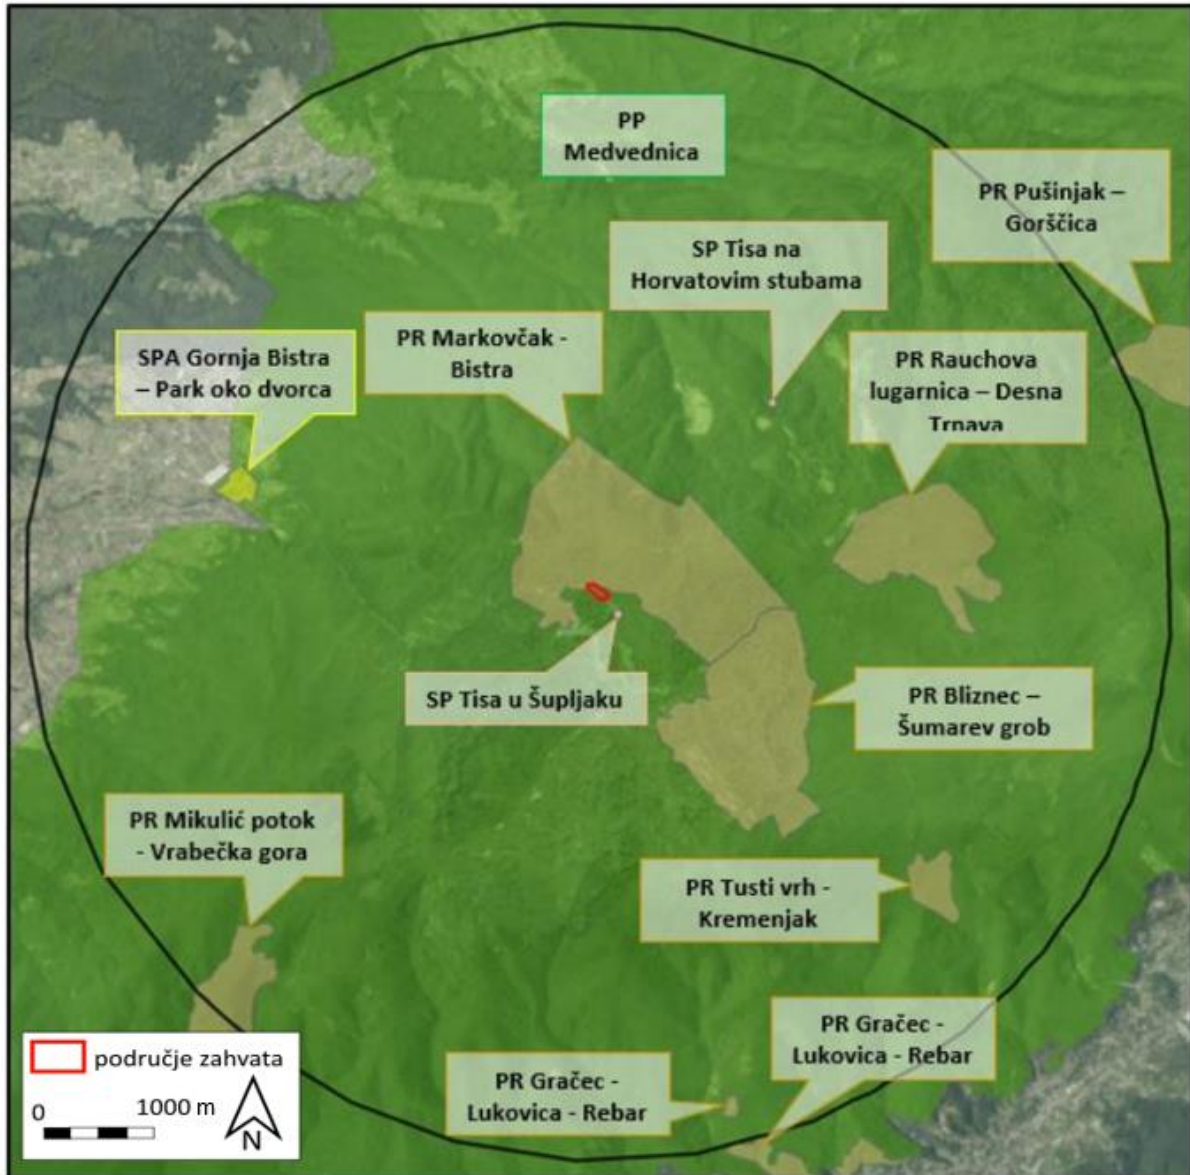 PP
Medvednica
PR Pušinjak –
Gorščica
SP Tisa na
Horvatovim stubama
PR Markovčak -
Bistra
SPA Gornja Bistra
– Park oko dvorca
PR Rauchova
lugarnica – Desna
Trnava
SP Tisa u Šupljaku
PR Bliznec –
Šumarev grob
PR Mikulić potok
- Vrabečka gora
PR Tusti vrh -
Kremenjak
PR Gračec -
Lukovica - Rebar
PR Gračec -
Lukovica - Rebar
područje zahvata
0 1000 m
N